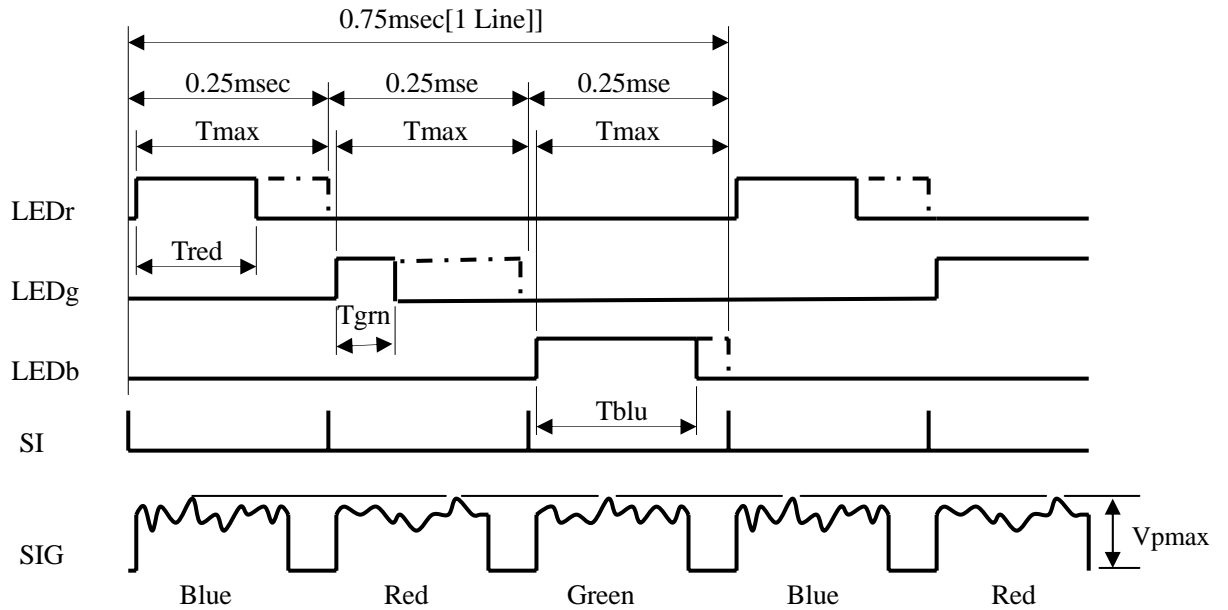 0.75msec[1 Line]]
0.25msec 0.25mse 0.25mse
Tmax Tmax Tmax
LEDr
Tred
LEDg
Tgrn
LEDb
Tblu
SI
SIG
Vpmax
Blue Red Green Blue Red